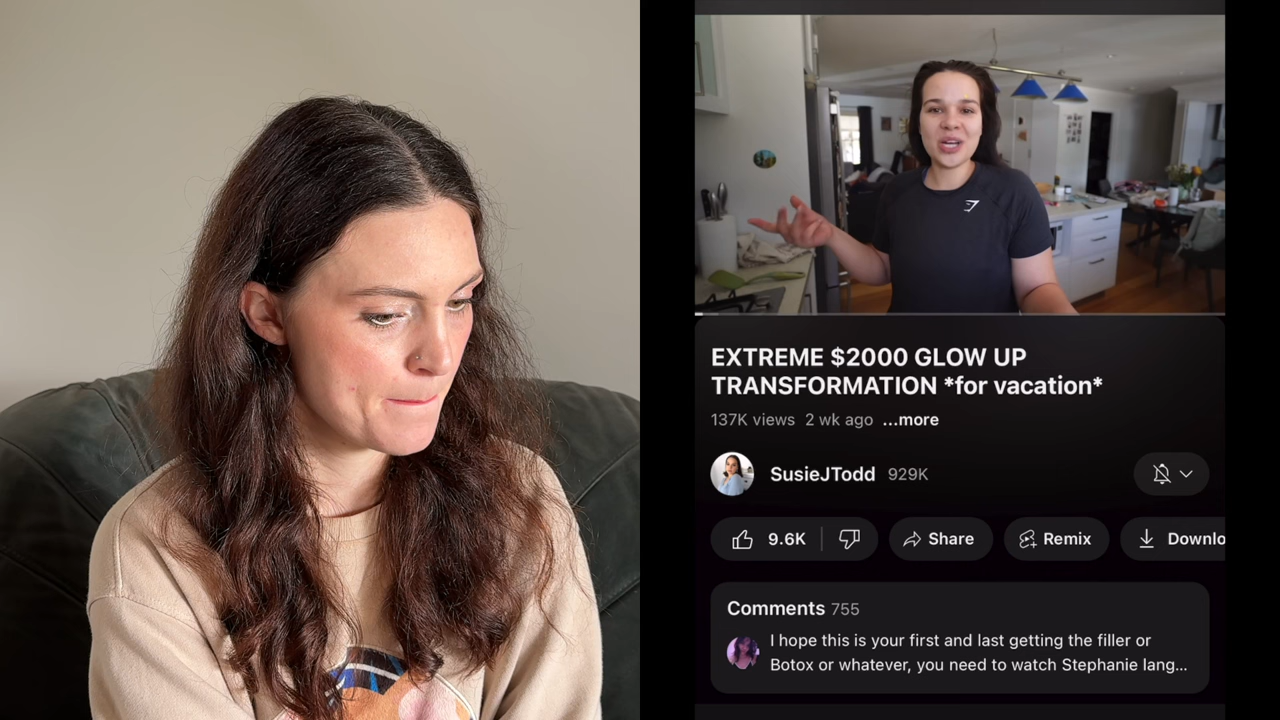 EXTREME $2000 GLOW UP
TRANSFORMATION *for vacation*
137K views 2 wk ago ...more
SusieJTodd 929K
9.6K Share Remix Downlo
Comments 755
I hope this is your first and last getting the filler or
Botox or whatever, you need to watch Stephanie lang...